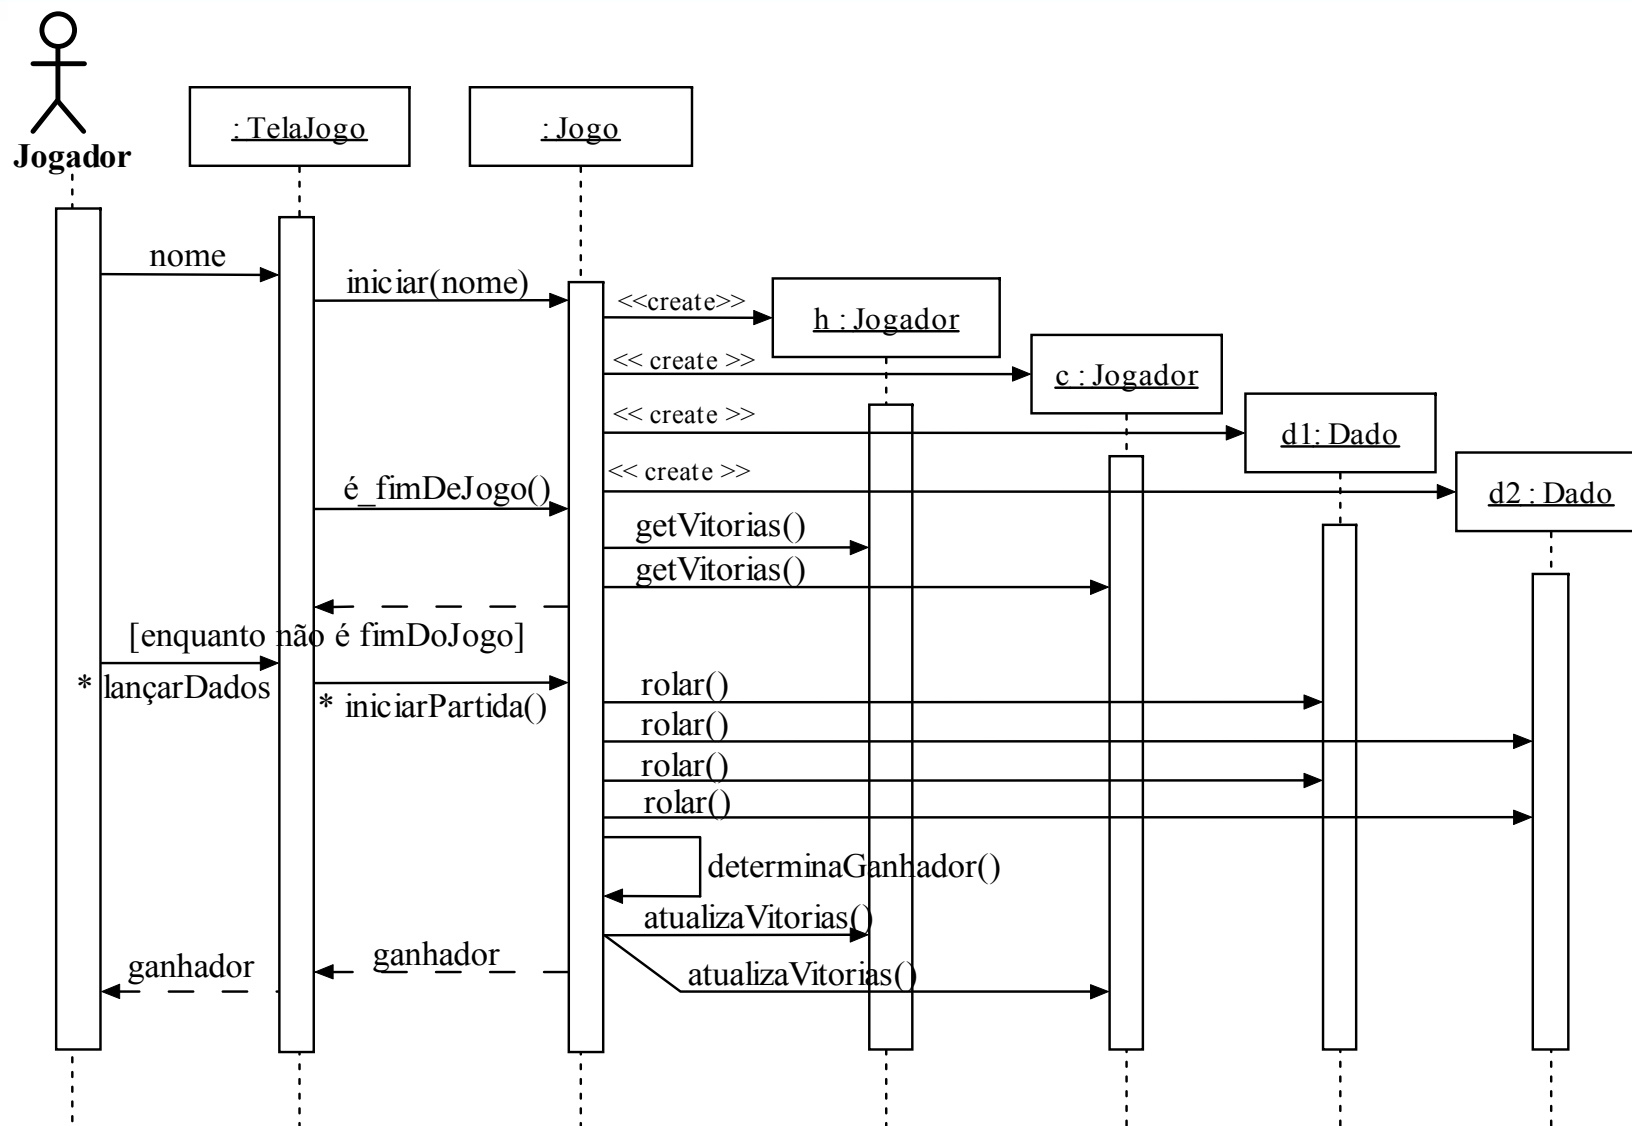 Jogador
: TelaJogo
: Jogo
nome
iniciar(nome)
<<create>>
h : Jogador
<< create >>
c : Jogador
<< create >>
d1: Dado
<< create >>
é_fimDeJogo()
d2 : Dado
getVitorias()
getVitorias()
[enquanto não é fimDoJogo]
* lançarDados
* iniciarPartida()
rolar()
rolar()
rolar()
rolar()
determinaGanhador()
atualizaVitorias()
ganhador
ganhador
atualizaVitorias()